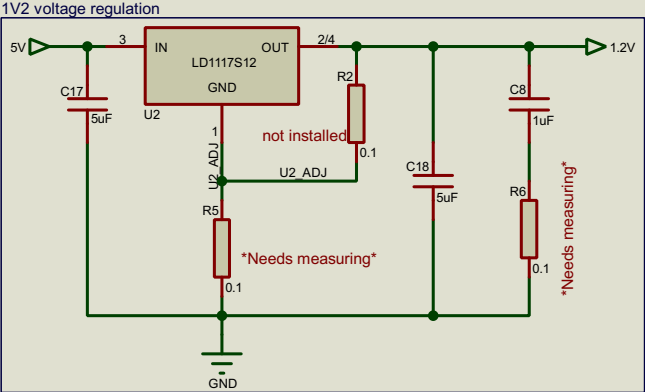 1V2 voltage regulation
5V
3
IN
OUT
2/4
1.2V
LD1117S12
GND
U2
C17
5uF
1
U2_ADJ
R2
not installed
0.1
U2_ADJ
C8
1uF
C18
5uF
R5
*Needs measuring*
0.1
R6
0.1
*Needs measuring*
GND